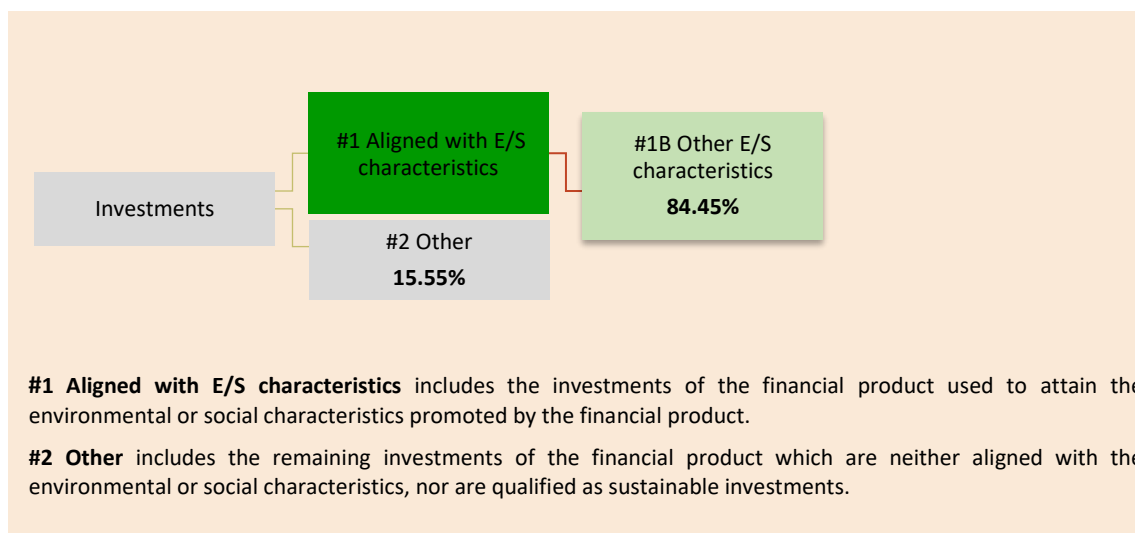 #1 Aligned with E/S
characteristics
#1B Other E/S
characteristics
84.45%
Investments
#2 Other
15.55%
#1 Aligned with E/S characteristics includes the investments of the financial product used to attain the
environmental or social characteristics promoted by the financial product.
#2 Other includes the remaining investments of the financial product which are neither aligned with the
environmental or social characteristics, nor are qualified as sustainable investments.